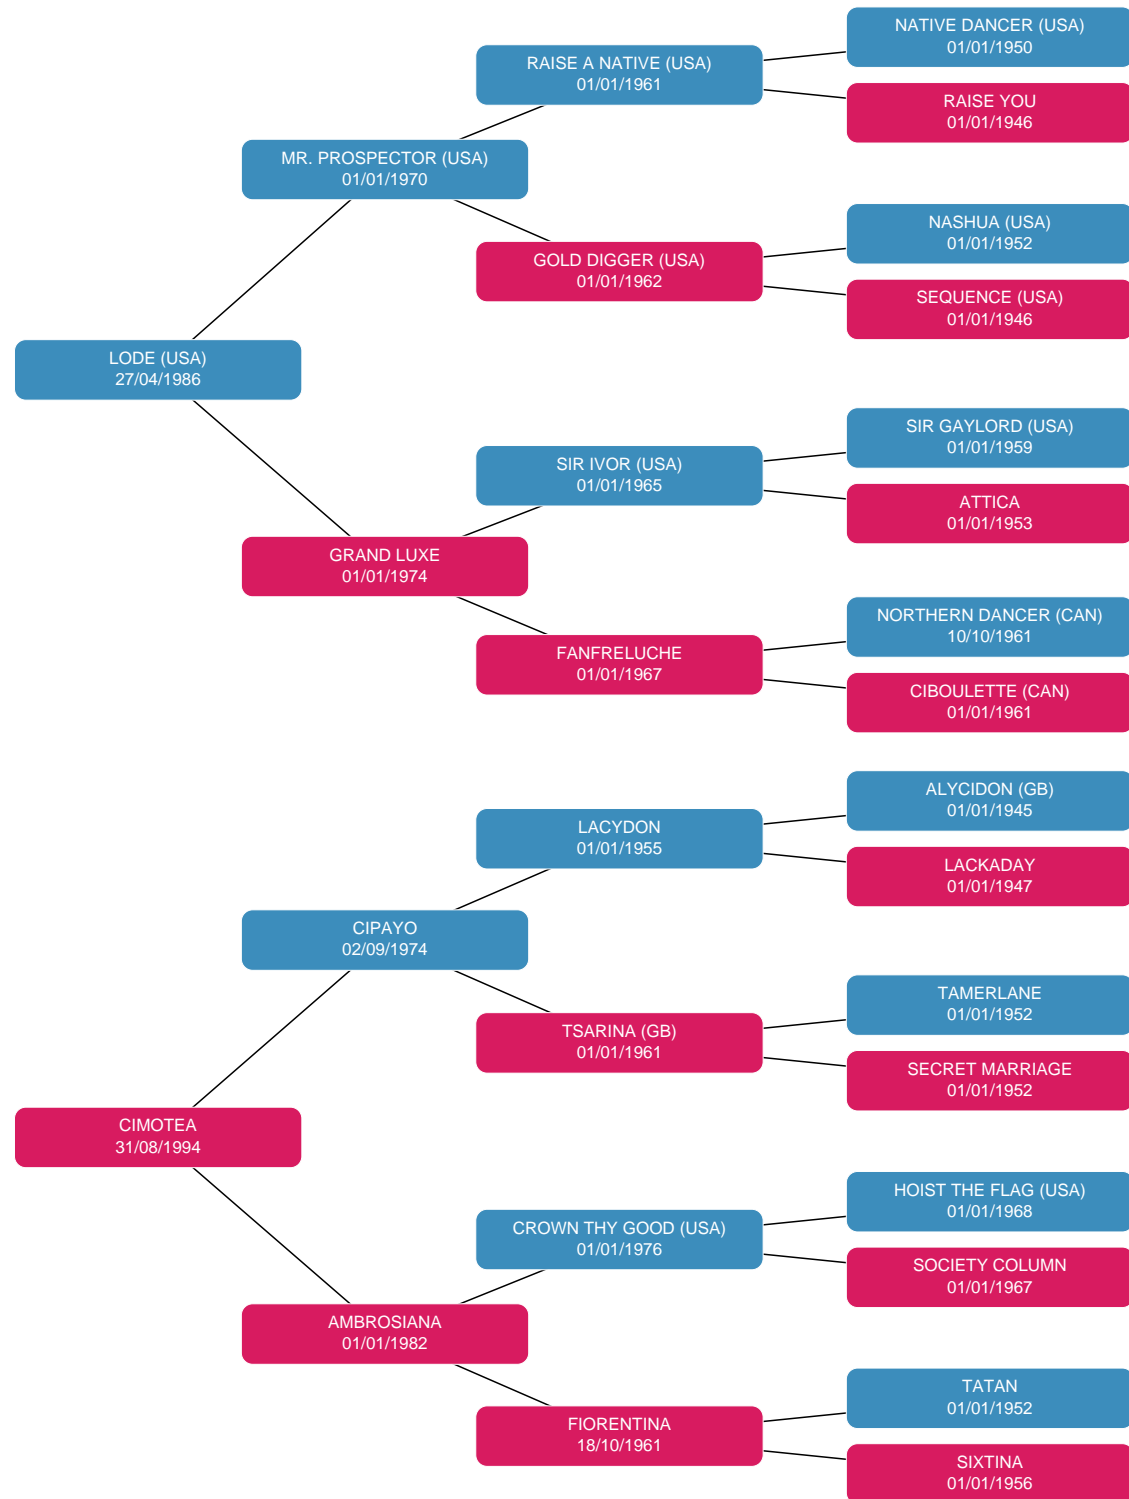 NATIVE DANCER (USA)
01/01/1950
RAISE A NATIVE (USA)
01/01/1961
RAISE YOU
01/01/1946
MR. PROSPECTOR (USA)
01/01/1970
NASHUA (USA)
01/01/1952
GOLD DIGGER (USA)
01/01/1962
SEQUENCE (USA)
01/01/1946
LODE (USA)
27/04/1986
SIR GAYLORD (USA)
01/01/1959
SIR IVOR (USA)
01/01/1965
ATTICA
01/01/1953
GRAND LUXE
01/01/1974
NORTHERN DANCER (CAN)
10/10/1961
FANFRELUCHE
01/01/1967
CIBOULETTE (CAN)
01/01/1961
ALYCIDON (GB)
01/01/1945
LACYDON
01/01/1955
LACKADAY
01/01/1947
CIPAYO
02/09/1974
TAMERLANE
01/01/1952
TSARINA (GB)
01/01/1961
SECRET MARRIAGE
01/01/1952
CIMOTEA
31/08/1994
HOIST THE FLAG (USA)
01/01/1968
CROWN THY GOOD (USA)
01/01/1976
SOCIETY COLUMN
01/01/1967
AMBROSIANA
01/01/1982
TATAN
01/01/1952
FIORENTINA
18/10/1961
SIXTINA
01/01/1956